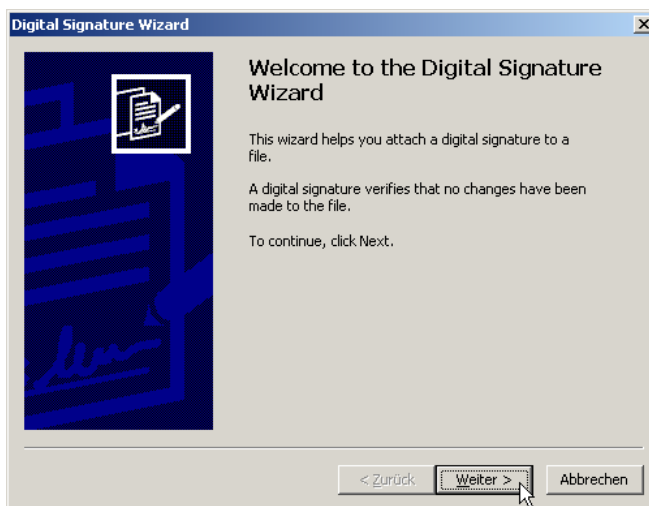 Digital Signature Wizard
Welcome to the Digital Signature
Wizard
This wizard helps you attach a digital signature to a
file.
A digital signature verifies that no changes have been
made to the file.
To continue, click Next.
< Zurück
Weiter >
Abbrechen